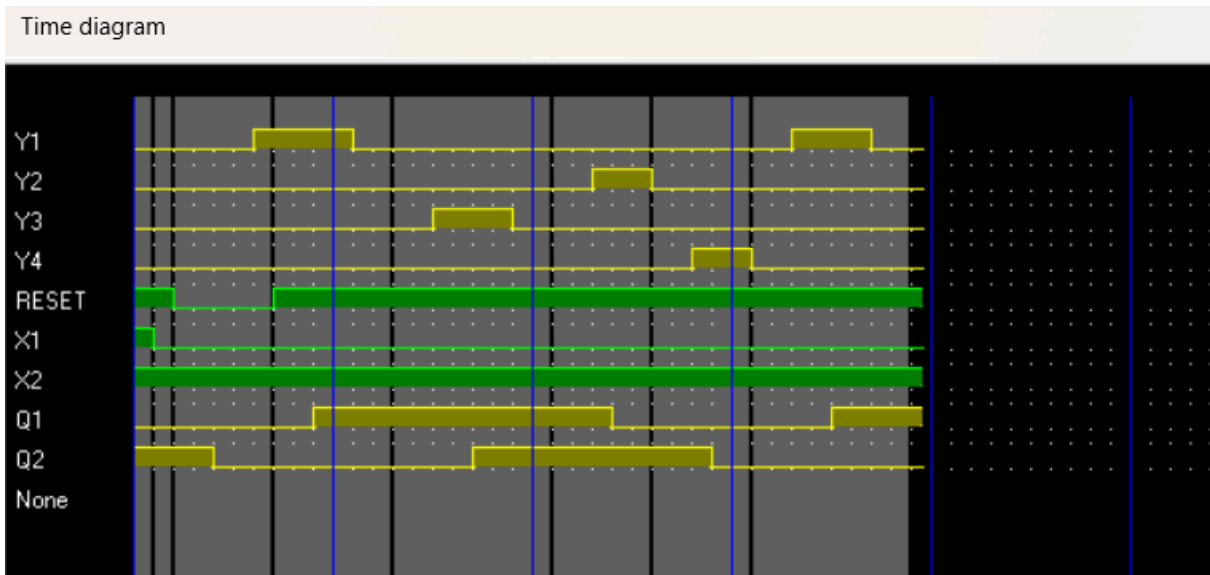 Time diagram
Y1
Y2
Y3
Y4
RESET
X1
X2
Q1
Q2
None